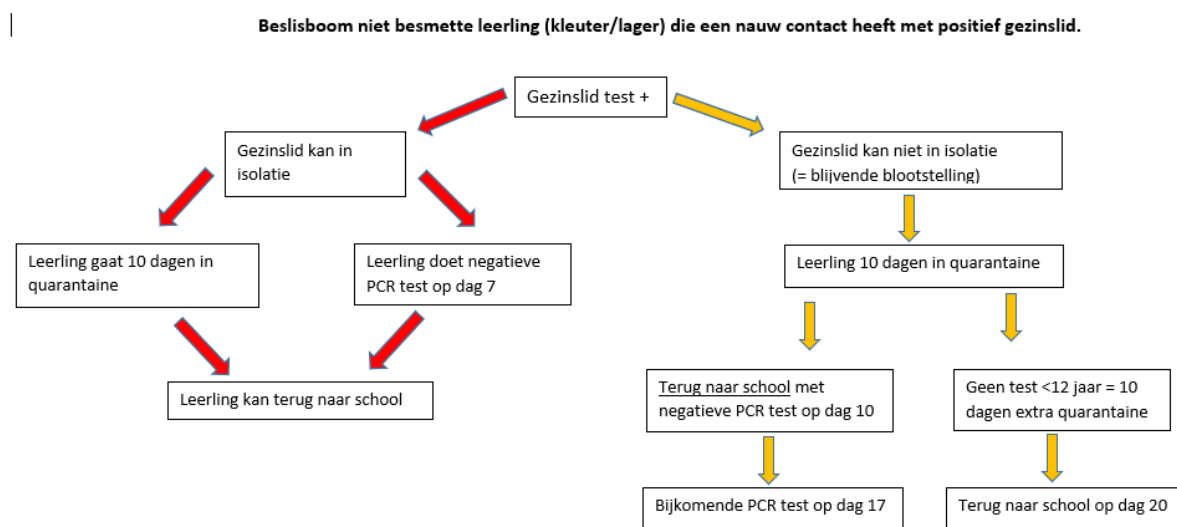 Beslisboom niet besmette leerling (kleuter/lager) die een nauw contact heeft met positief gezinslid.
Gezinslid test +
Gezinslid kan in
isolatie
Gezinslid kan niet in isolatie
(= blijvende blootstelling)
Leerling gaat 10 dagen in
quarantaine
Leerling doet negatieve
PCR test op dag 7
Leerling 10 dagen in quarantaine
Leerling kan terug naar school
Terug naar school met
negatieve PCR test op dag 10
Geen test <12 jaar = 10
dagen extra quarantaine
Bijkomende PCR test op dag 17
Terug naar school op dag 20